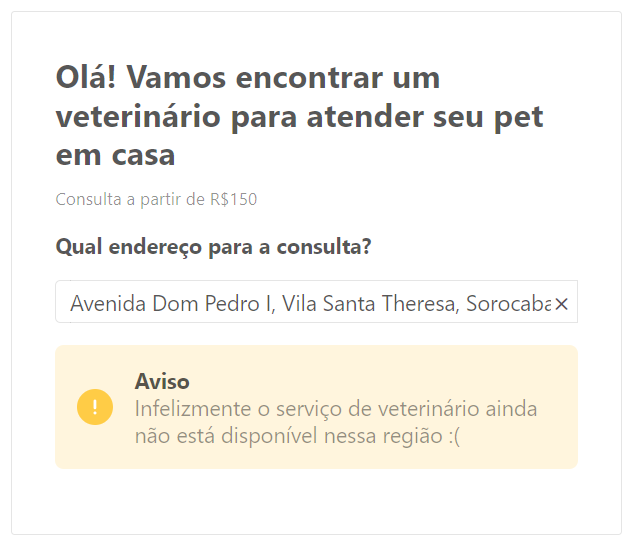 Olá! Vamos encontrar um
veterinário para atender seu pet
em casa
Consulta a partir de R$150
Qual endereço para a consulta?
Avenida Dom Pedro I, Vila Santa Theresa, Sorocaba ×
! Aviso
Infelizmente o serviço de veterinário ainda
não está disponível nessa região :(